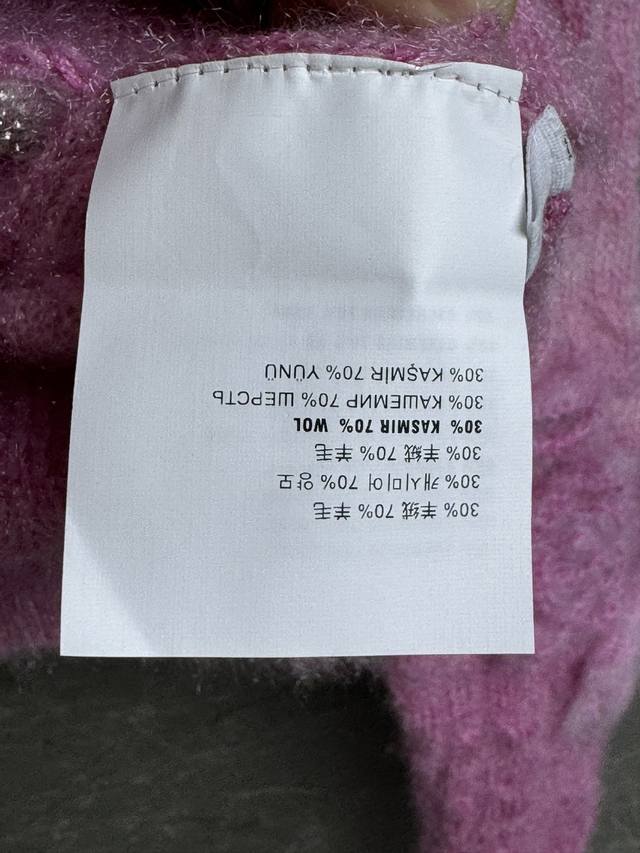 30% 羊绒 70% 羊毛
30% 캐시미어 70% 양모
30% 羊绒 70% 羊毛
30% KASMIR 70% WOL
30% КАШЕМИР 70% ШЕРСТЬ
30% KAŞMİR 70% YÜNÜ